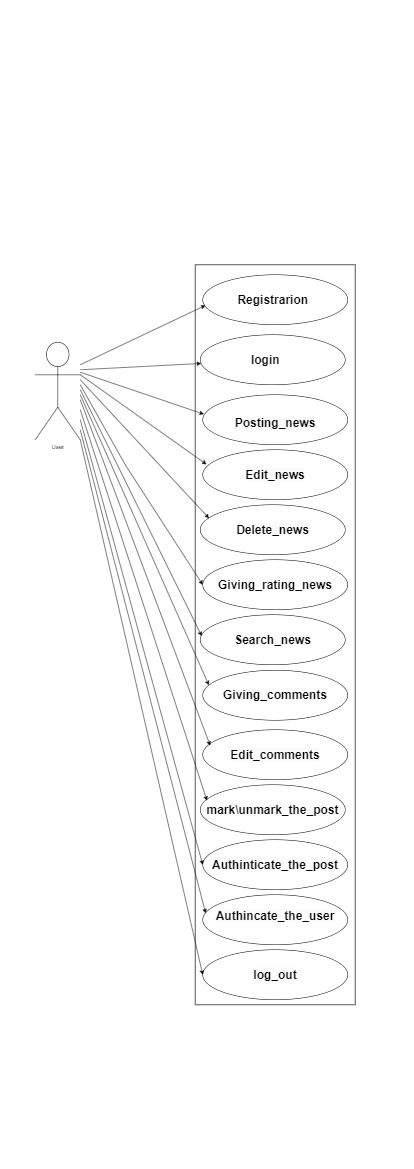 Registrarion
login
User
Posting_news
Edit_news
Delete_news
Giving_rating_news
Search_news
Giving_comments
Edit_comments
mark\unmark_the_post
Authinticate_the_post
Authincate_the_user
log_out